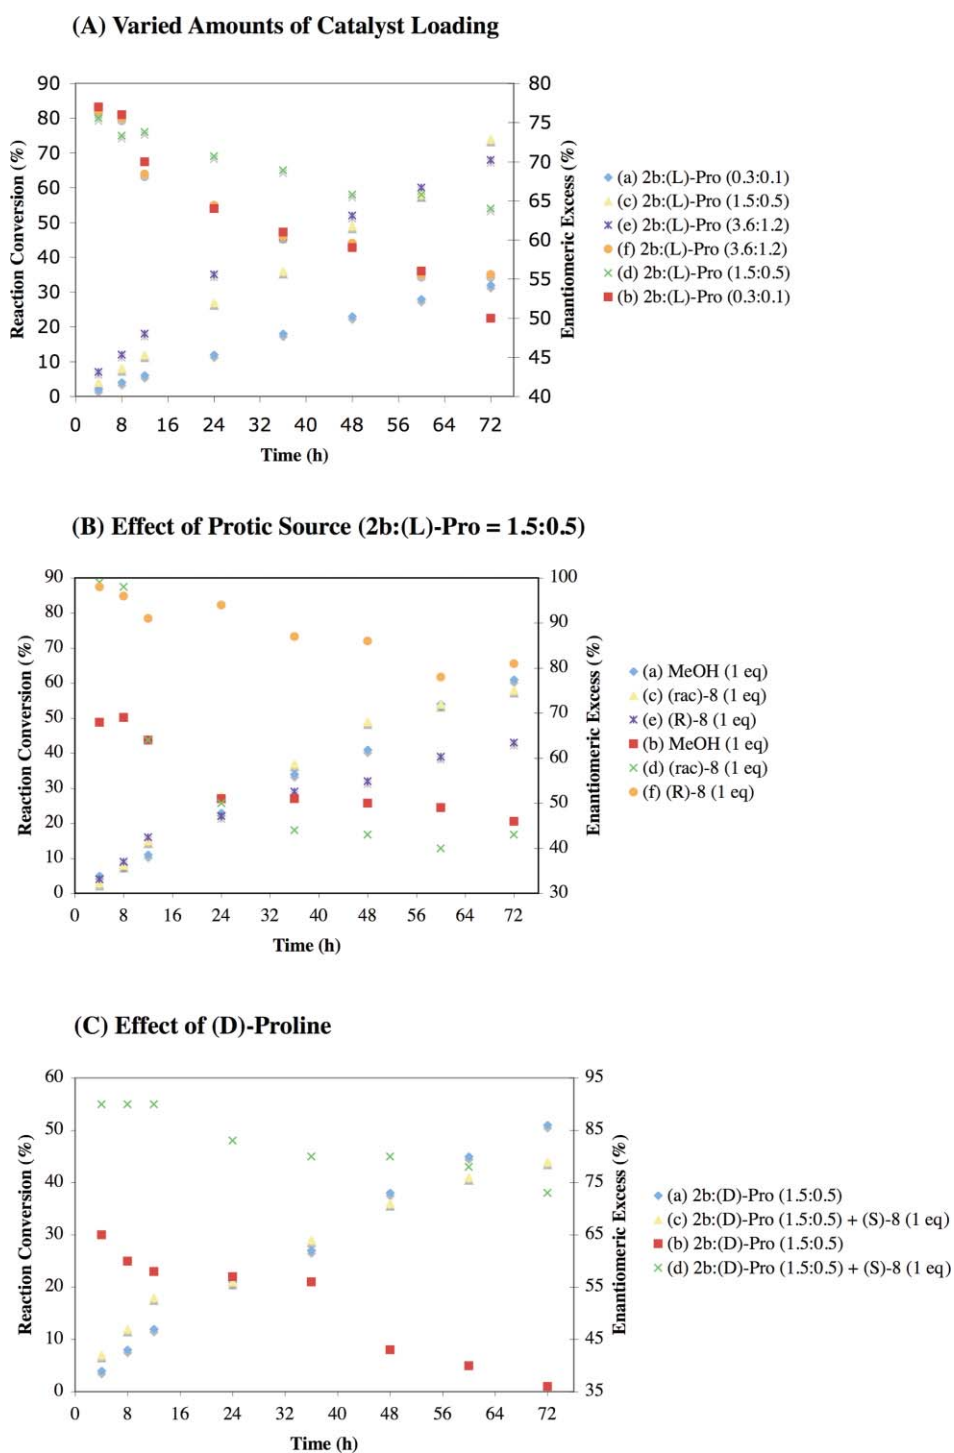 (A) Varied Amounts of Catalyst Loading
90
80
70
60
50
40
30
20
10
0
Reaction Conversion (%)
80
75
70
65
60
55
50
45
40
Enantiomeric Excess (%)
0 8 16 24 32 40 48 56 64 72
Time (h)
(a) 2b:(L)-Pro (0.3:0.1)
(c) 2b:(L)-Pro (1.5:0.5)
(e) 2b:(L)-Pro (3.6:1.2)
(f) 2b:(L)-Pro (3.6:1.2)
(d) 2b:(L)-Pro (1.5:0.5)
(b) 2b:(L)-Pro (0.3:0.1)
(B) Effect of Protic Source (2b:(L)-Pro = 1.5:0.5)
90
80
70
60
50
40
30
20
10
0
Reaction Conversion (%)
100
90
80
70
60
50
40
30
Enantiomeric Excess (%)
0 8 16 24 32 40 48 56 64 72
Time (h)
(a) MeOH (1 eq)
(c) (rac)-8 (1 eq)
(e) (R)-8 (1 eq)
(b) MeOH (1 eq)
(d) (rac)-8 (1 eq)
(f) (R)-8 (1 eq)
(C) Effect of (D)-Proline
60
50
40
30
20
10
0
Reaction Conversion (%)
95
85
75
65
55
45
35
Enantiomeric Excess (%)
0 8 16 24 32 40 48 56 64 72
Time (h)
(a) 2b:(D)-Pro (1.5:0.5)
(c) 2b:(D)-Pro (1.5:0.5) + (S)-8 (1 eq)
(b) 2b:(D)-Pro (1.5:0.5)
(d) 2b:(D)-Pro (1.5:0.5) + (S)-8 (1 eq)